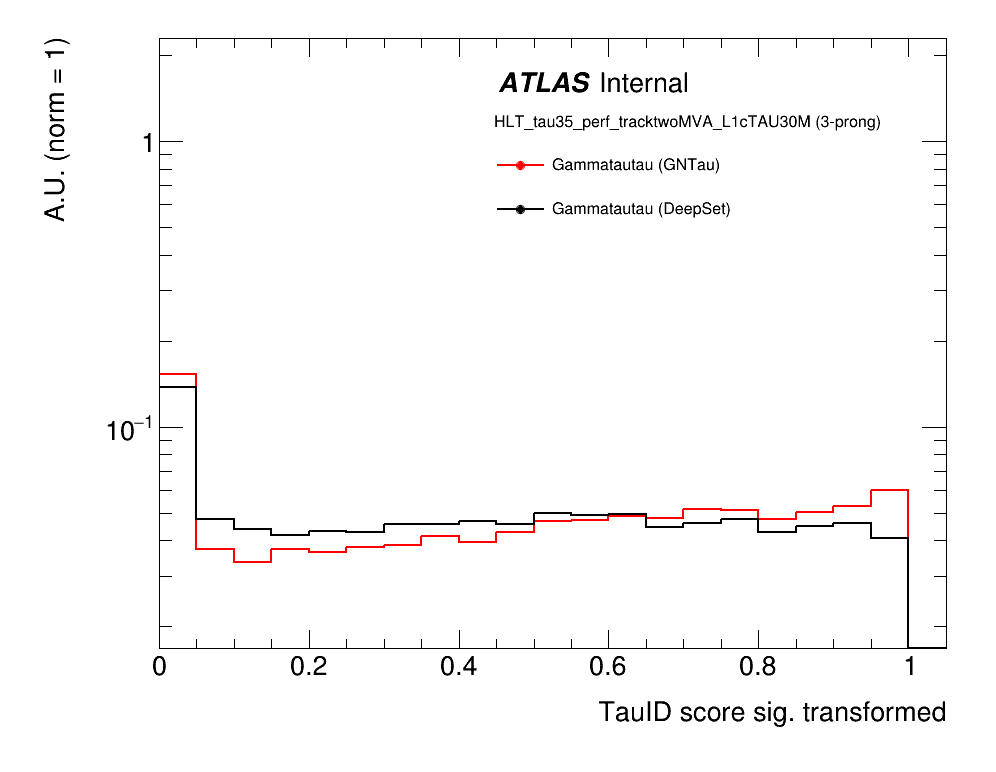 A.U. (norm = 1)
ATLAS Internal
HLT_tau35_perf_tracktwoMVA_L1cTAU30M (3-prong)
Gammatautau (GNTau)
Gammatautau (DeepSet)
1
10⁻¹
0 0.2 0.4 0.6 0.8 1
TauID score sig. transformed